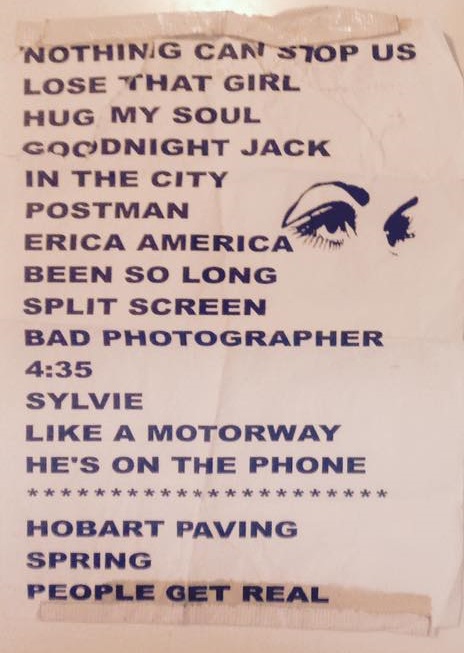 NOTHING CAN STOP US
LOSE THAT GIRL
HUG MY SOUL
GOODNIGHT JACK
IN THE CITY
POSTMAN
ERICA AMERICA
BEEN SO LONG
SPLIT SCREEN
BAD PHOTOGRAPHER
4:35
SYLVIE
LIKE A MOTORWAY
HE'S ON THE PHONE
***********************
HOBART PAVING
SPRING
PEOPLE GET REAL